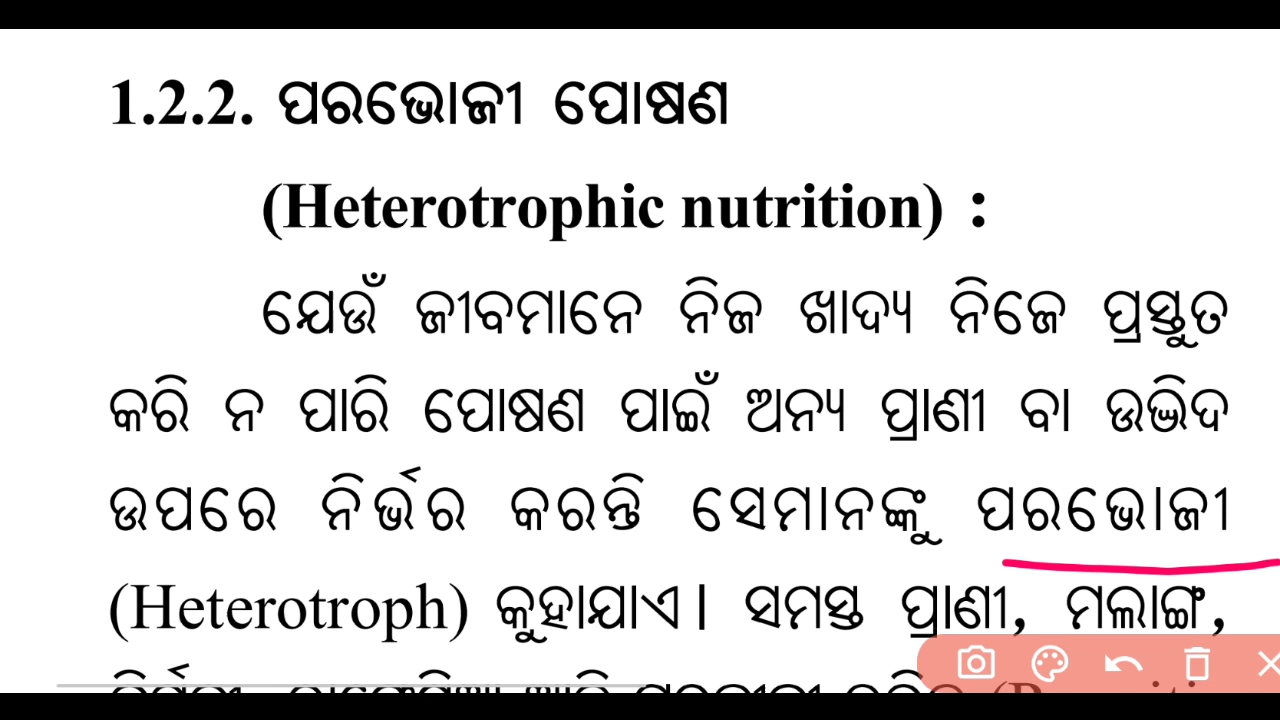 1.2.2. ପରଭୋଜୀ ପୋଷଣ
(Heterotrophic nutrition) :
ଯେଉଁ ଜୀବମାନେ ନିଜ ଖାଦ୍ୟ ନିଜେ ପ୍ରସ୍ତୁତ
କରି ନ ପାରି ପୋଷଣ ପାଇଁ ଅନ୍ୟ ପ୍ରାଣୀ ବା ଉଦ୍ଭିଦ
ଉପରେ ନିର୍ଭର କରନ୍ତି ସେମାନଙ୍କୁ ପରଭୋଜୀ
(Heterotroph) କୁହାଯାଏ। ସମସ୍ତ ପ୍ରାଣୀ, ମଲାଙ୍ଗ,